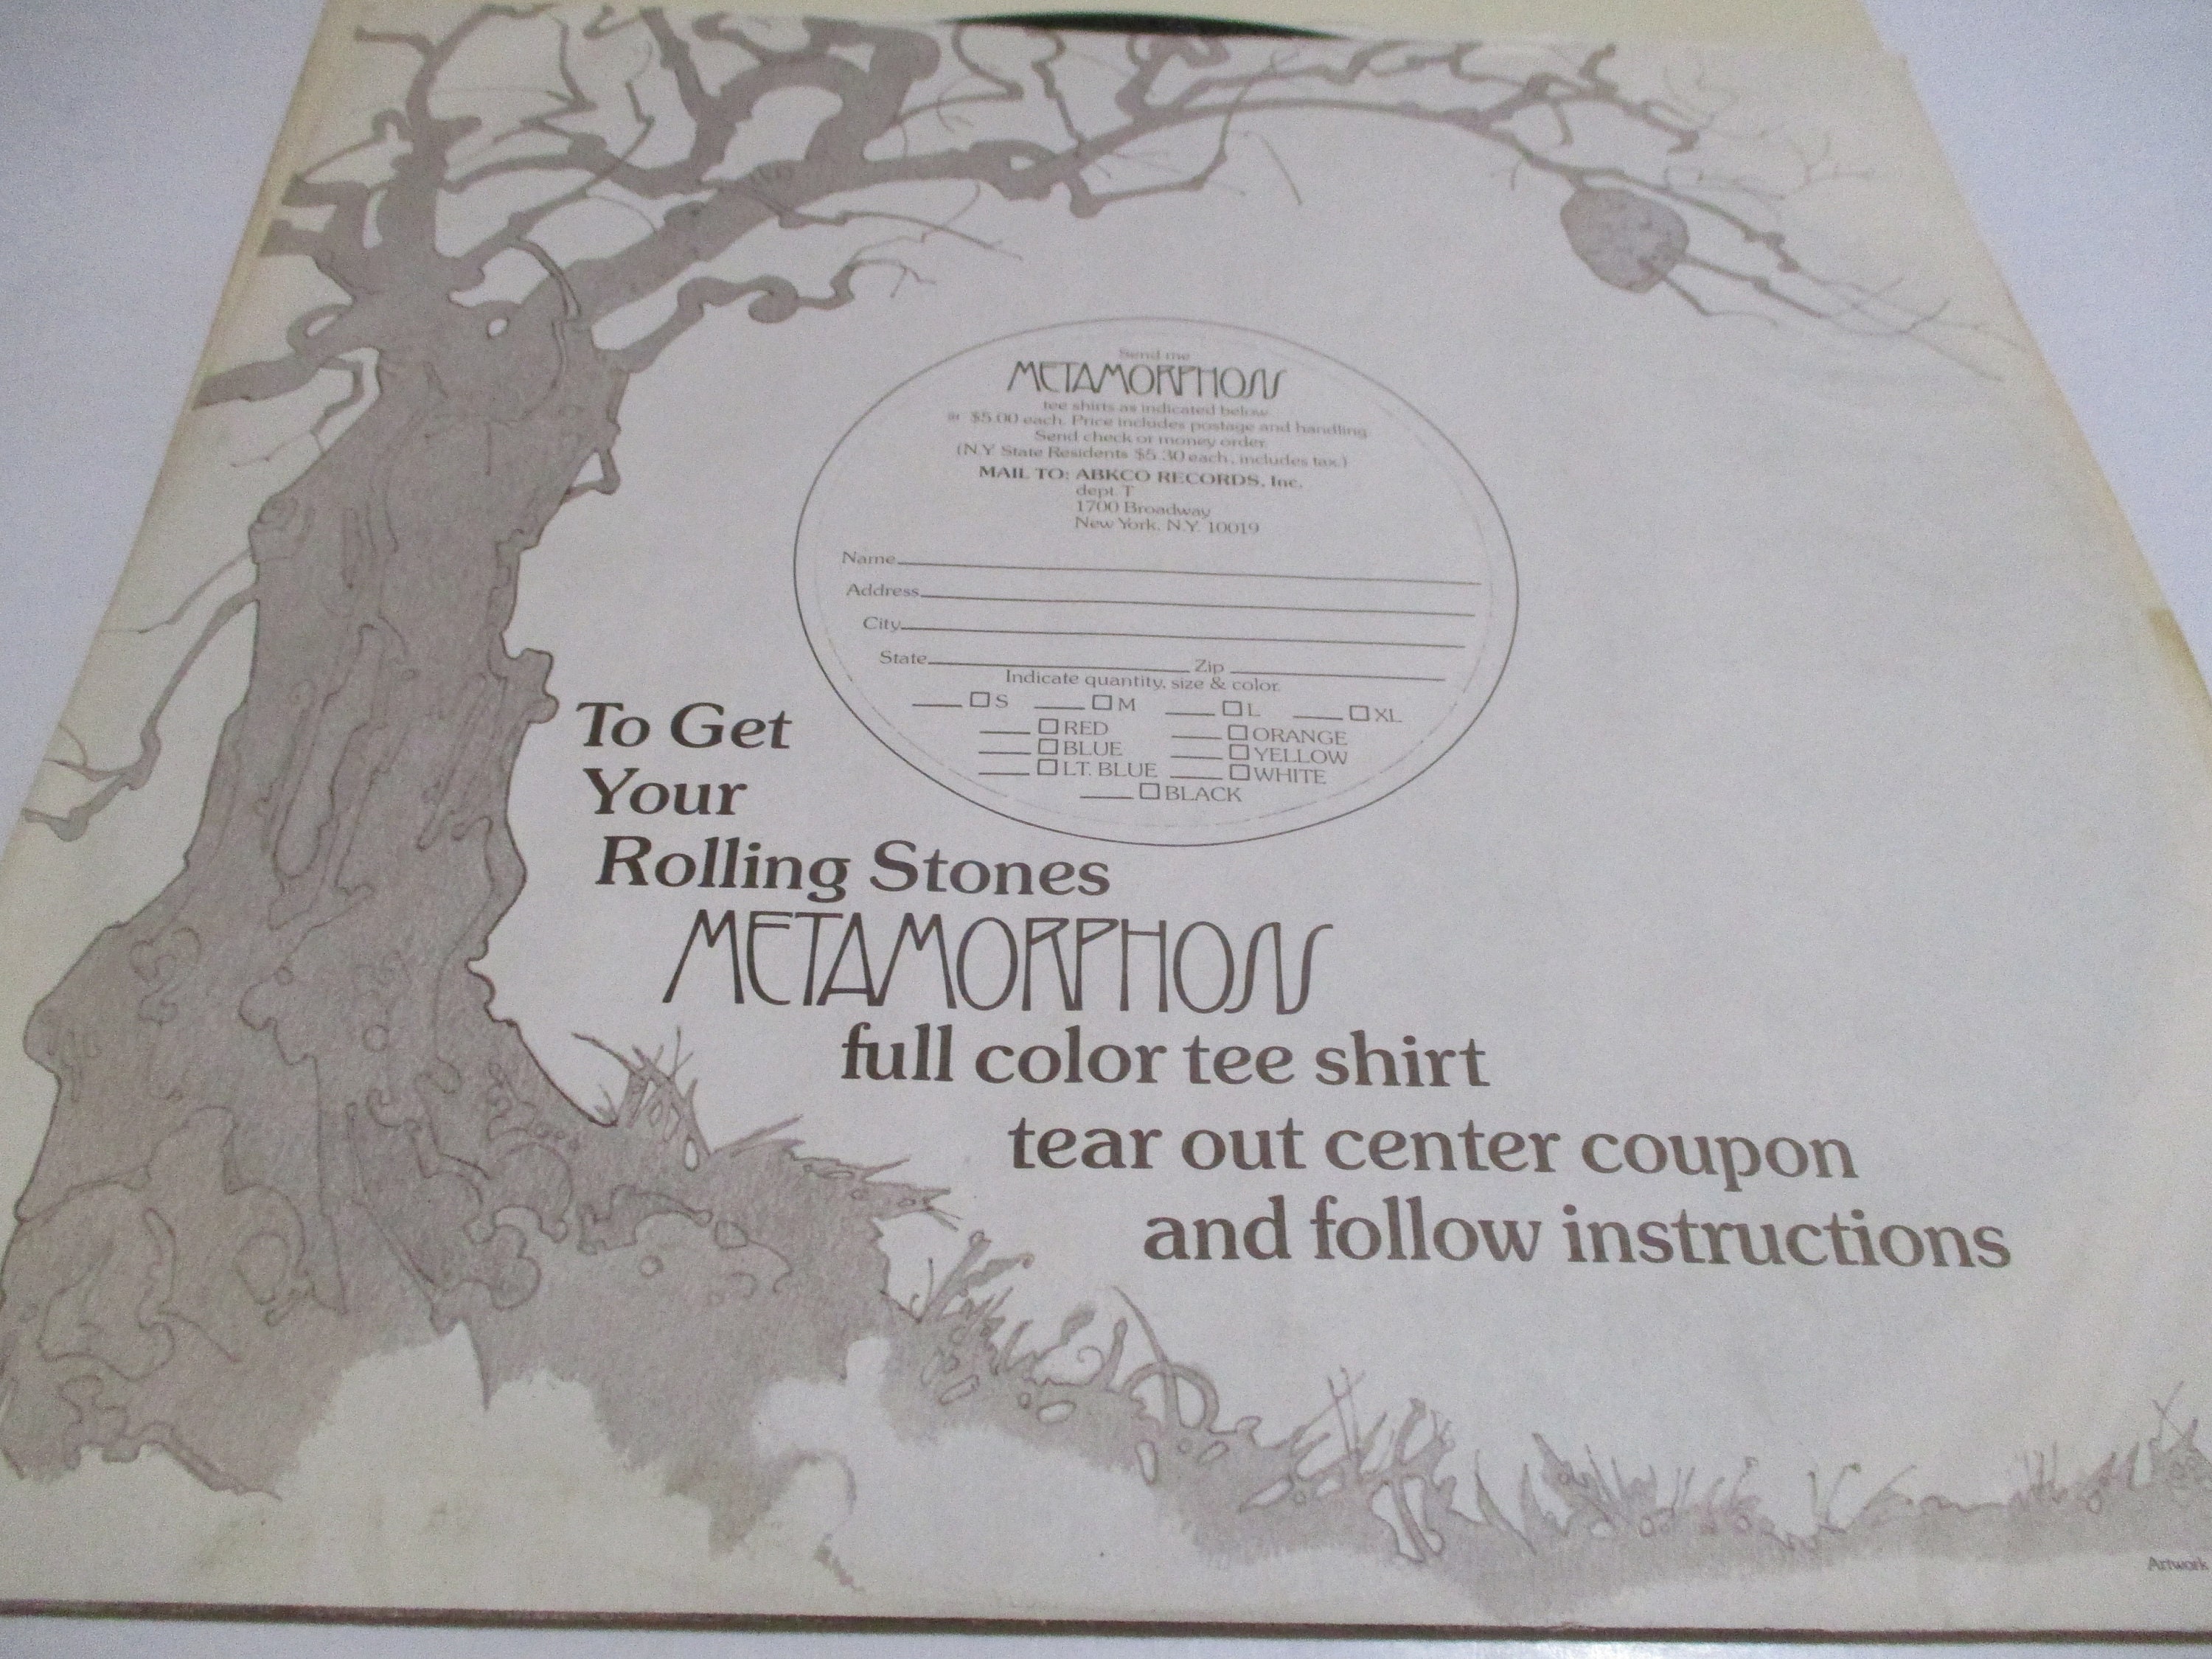 Send me
METAMORPHOSIS
tee shirts as indicated below
@ $5.00 each. Price includes postage and handling.
Send check or money order.
(N.Y State Residents $5.30 each, includes tax.)
MAIL TO: ABKCO RECORDS, Inc.
dept. T
1700 Broadway
New York, N.Y. 10019
Name
Address
City
State Zip
Indicate quantity, size & color.
S M L XL
RED ORANGE
BLUE YELLOW
LT. BLUE WHITE
BLACK
To Get
Your
Rolling Stones
METAMORPHOSIS
full color tee shirt
tear out center coupon
and follow instructions
Artwork